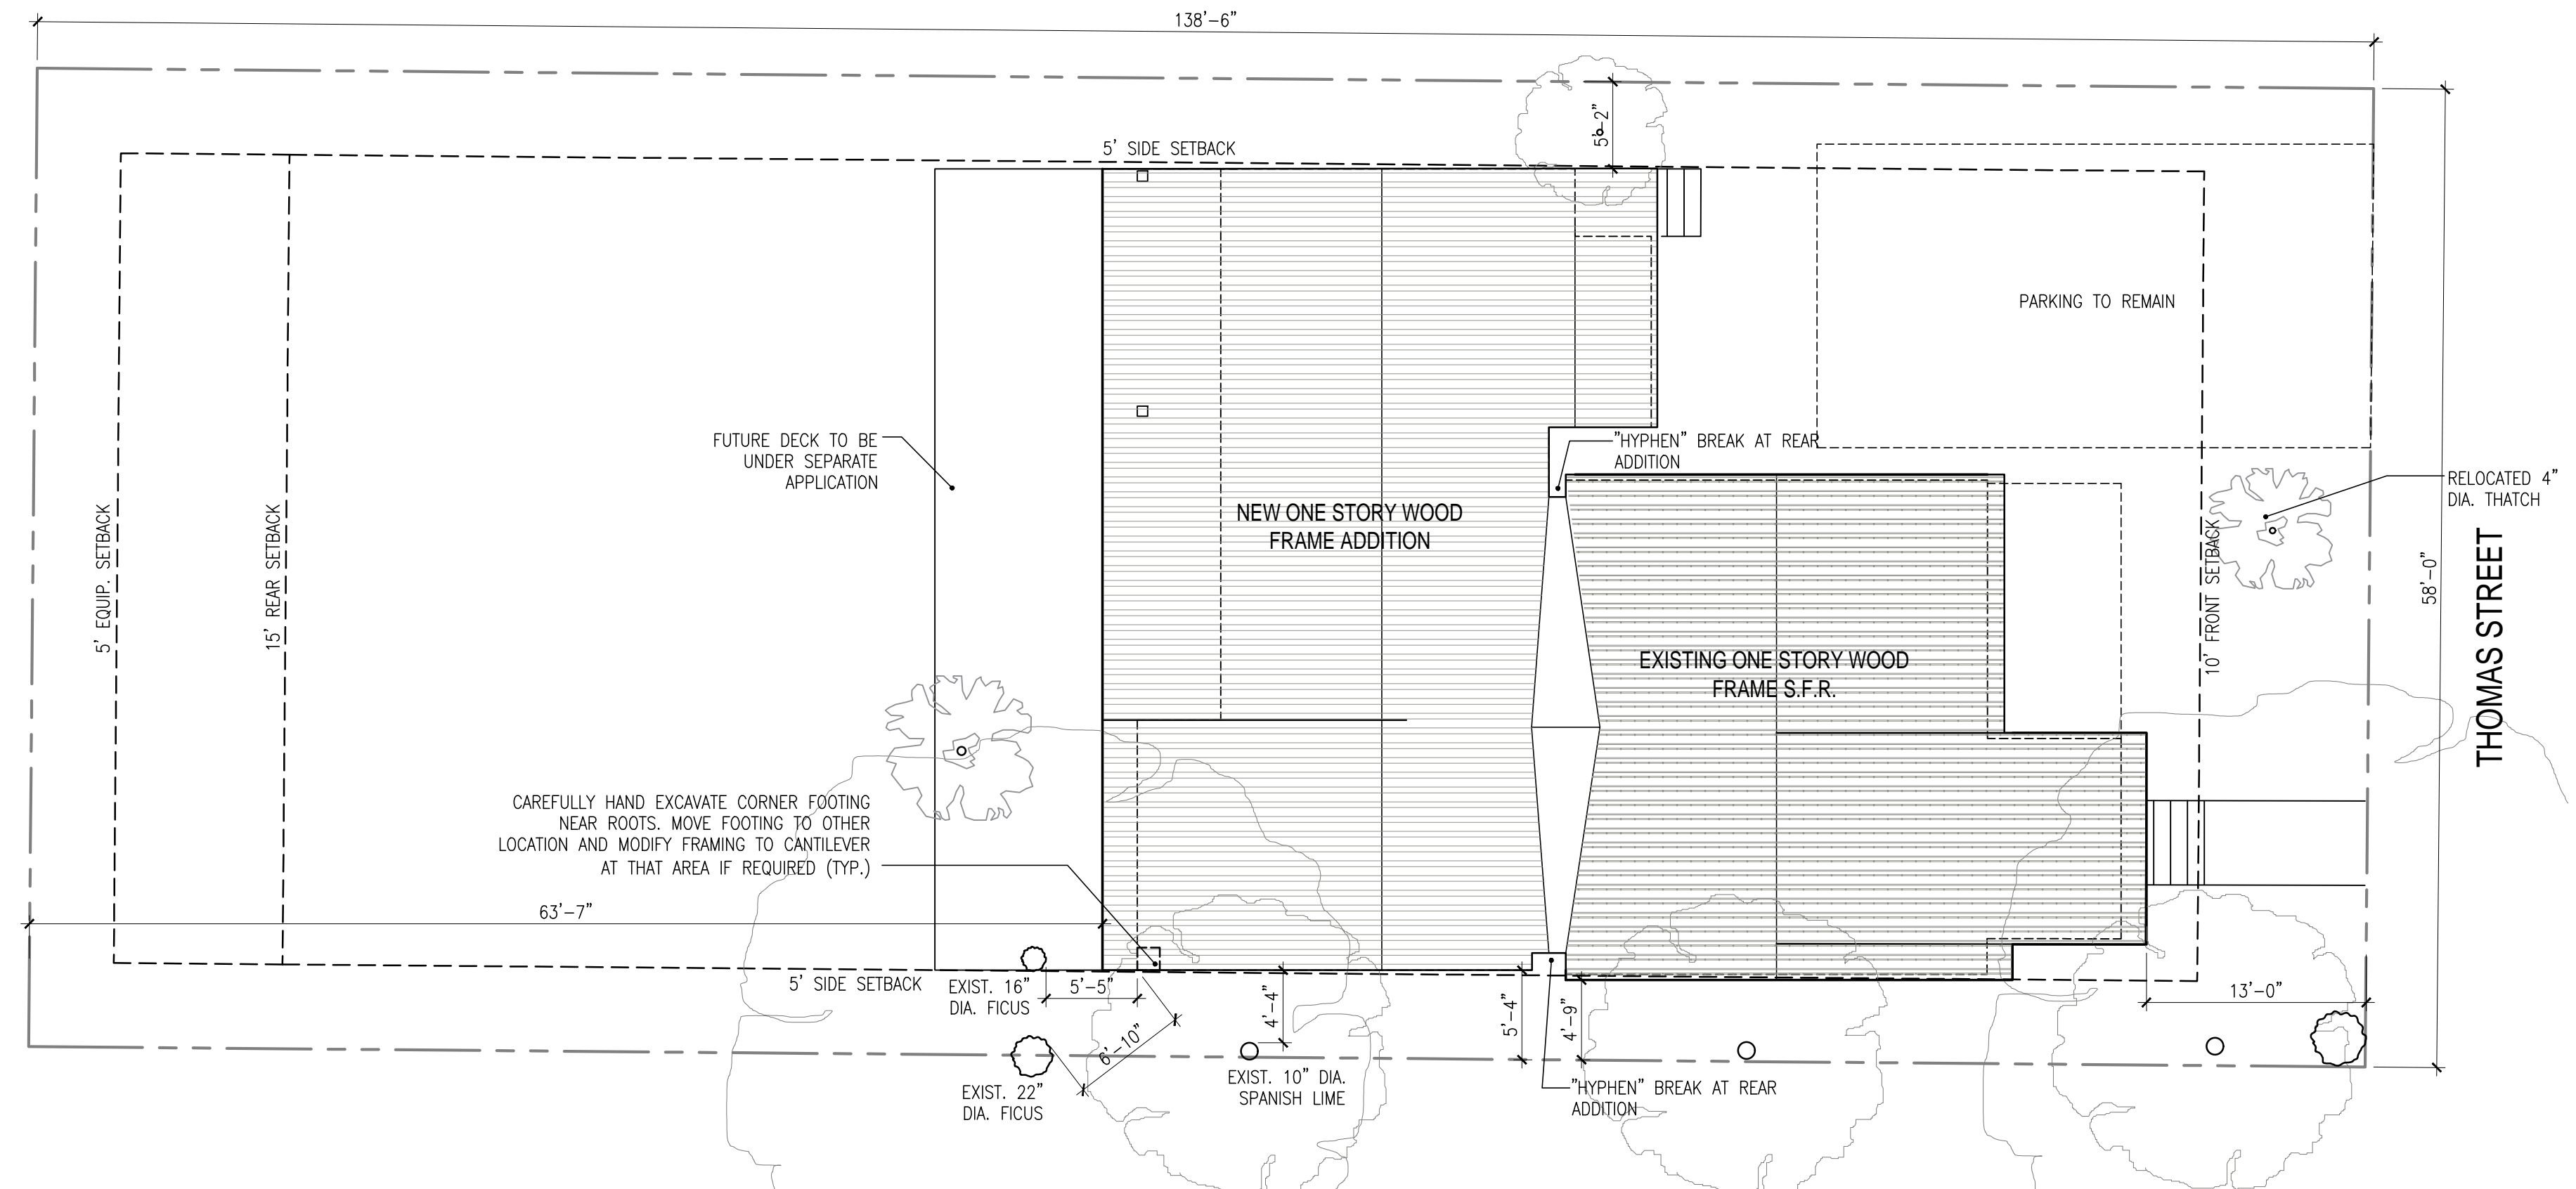 138'-6"
5'-2"
5' SIDE SETBACK
PARKING TO REMAIN
FUTURE DECK TO BE
UNDER SEPARATE
APPLICATION
"HYPHEN" BREAK AT REAR
ADDITION
RELOCATED 4"
DIA. THATCH
NEW ONE STORY WOOD
FRAME ADDITION
5' EQUIP. SETBACK
15' REAR SETBACK
10' FRONT SETBACK
58'-0"
THOMAS STREET
EXISTING ONE STORY WOOD
FRAME S.F.R.
CAREFULLY HAND EXCAVATE CORNER FOOTING
NEAR ROOTS. MOVE FOOTING TO OTHER
LOCATION AND MODIFY FRAMING TO CANTILEVER
AT THAT AREA IF REQUIRED (TYP.)
63'-7"
5' SIDE SETBACK
EXIST. 16"
DIA. FICUS
5'-5"
6'-10"
4'-4"
5'-4"
4'-9"
13'-0"
EXIST. 22"
DIA. FICUS
EXIST. 10" DIA.
SPANISH LIME
"HYPHEN" BREAK AT REAR
ADDITION